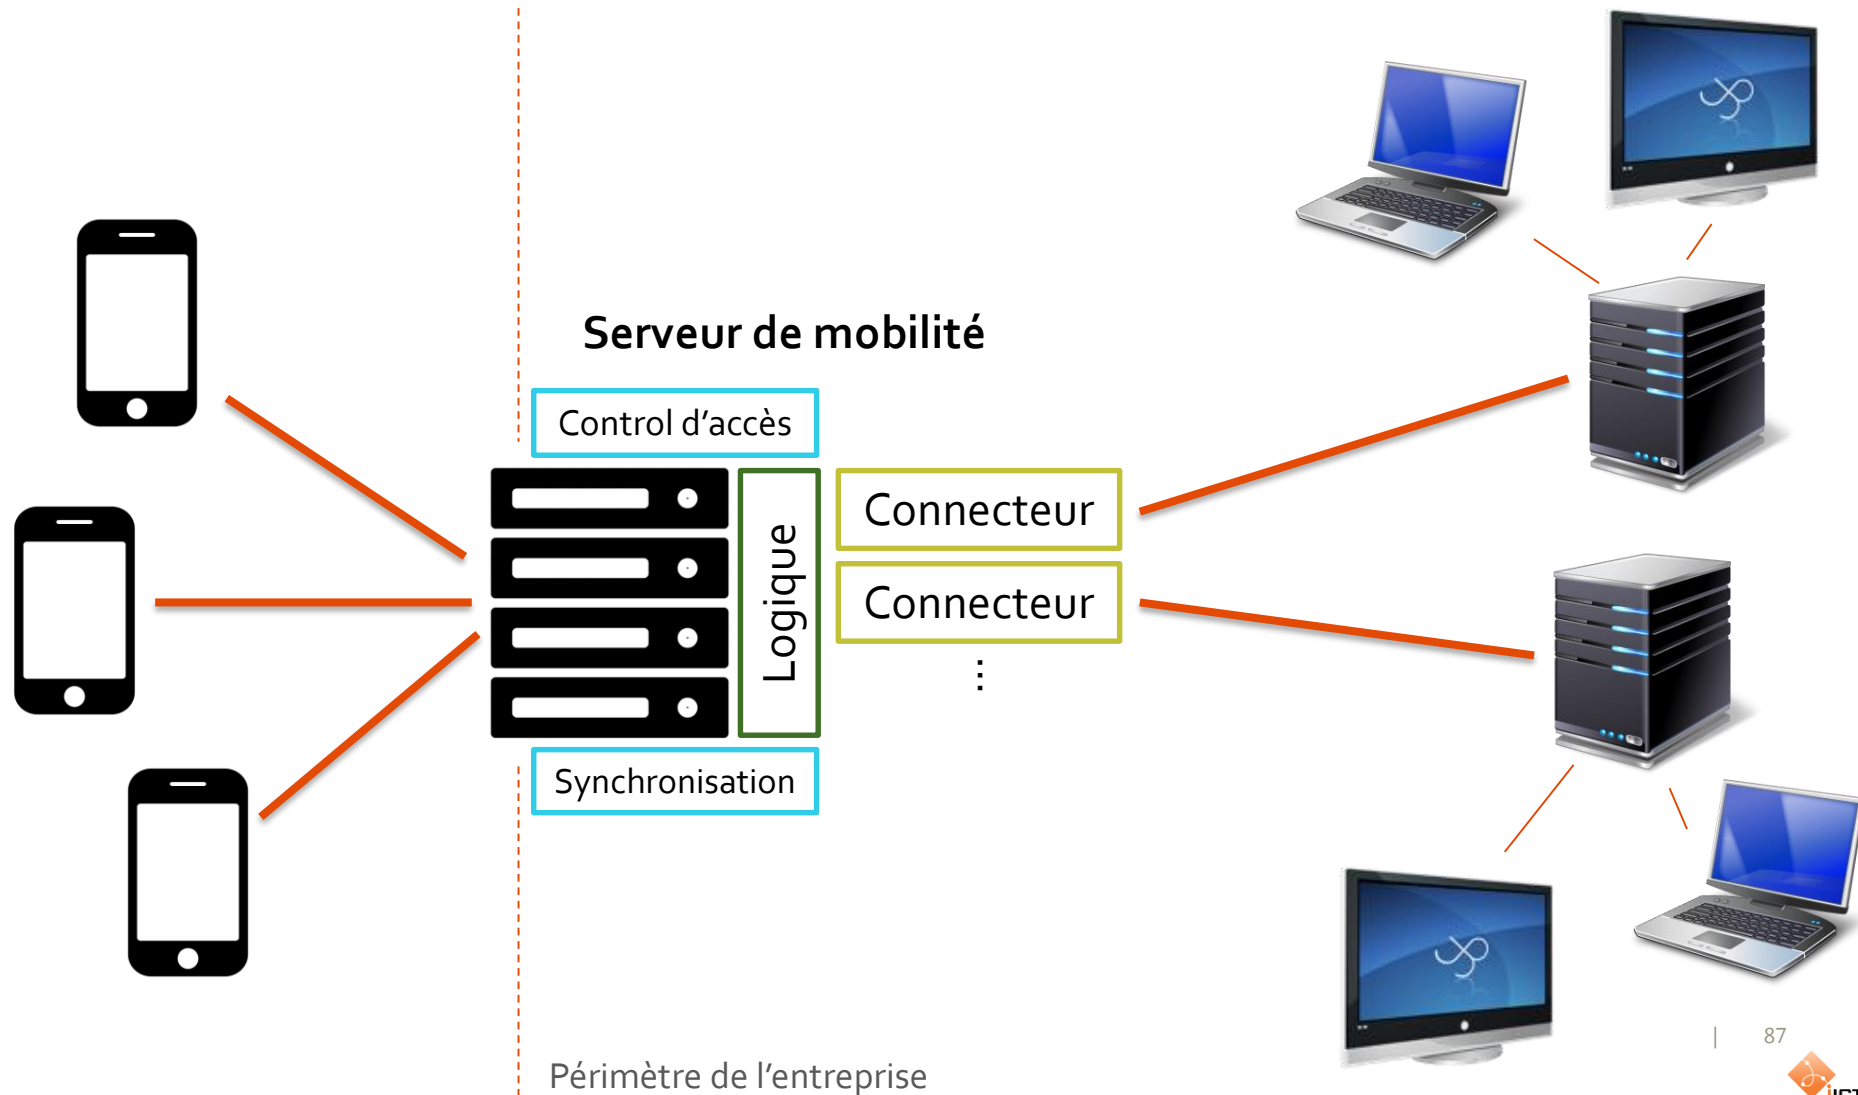 Serveur de mobilité
Control d'accès
Logique
Connecteur
Connecteur
...
Synchronisation
Périmètre de l'entreprise
| 87